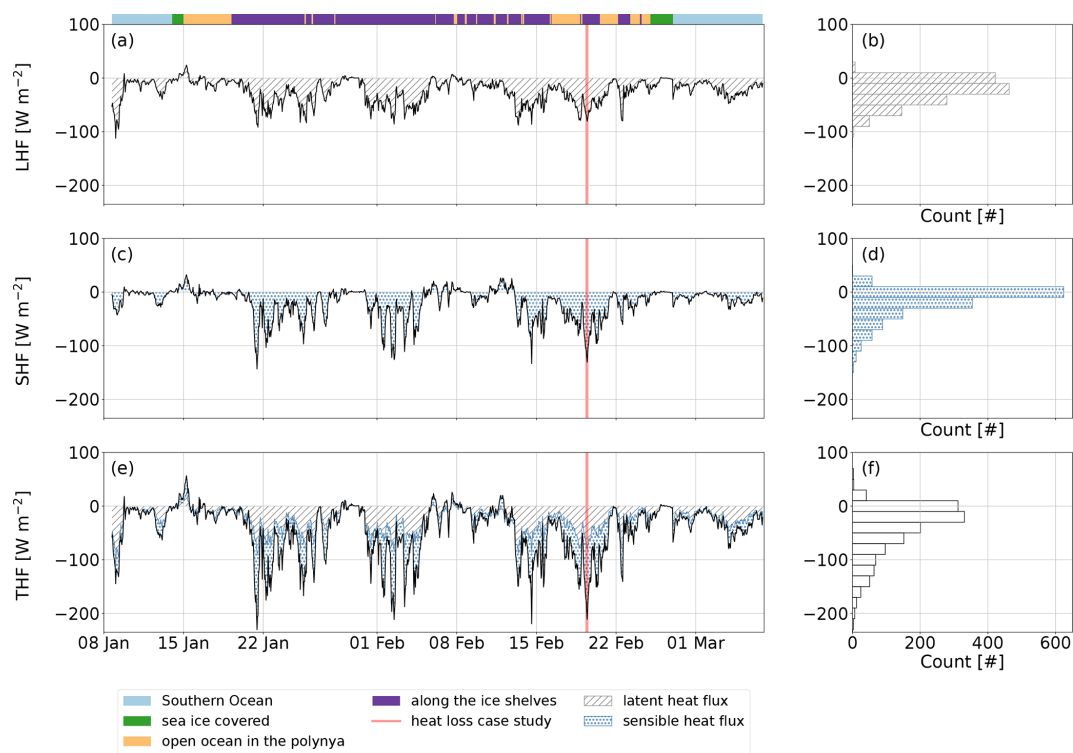 (a)
100
0
−100
−200
LHF [W m−2]
(b)
100
0
−100
−200
Count [#]
(c)
100
0
−100
−200
SHF [W m−2]
(d)
100
0
−100
−200
Count [#]
(e)
100
0
−100
−200
THF [W m−2]
08 Jan 15 Jan 22 Jan 01 Feb 08 Feb 15 Feb 22 Feb 01 Mar
(f)
100
0
−100
−200
0 200 400 600
Count [#]
Southern Ocean
sea ice covered
open ocean in the polynya
along the ice shelves
heat loss case study
latent heat flux
sensible heat flux